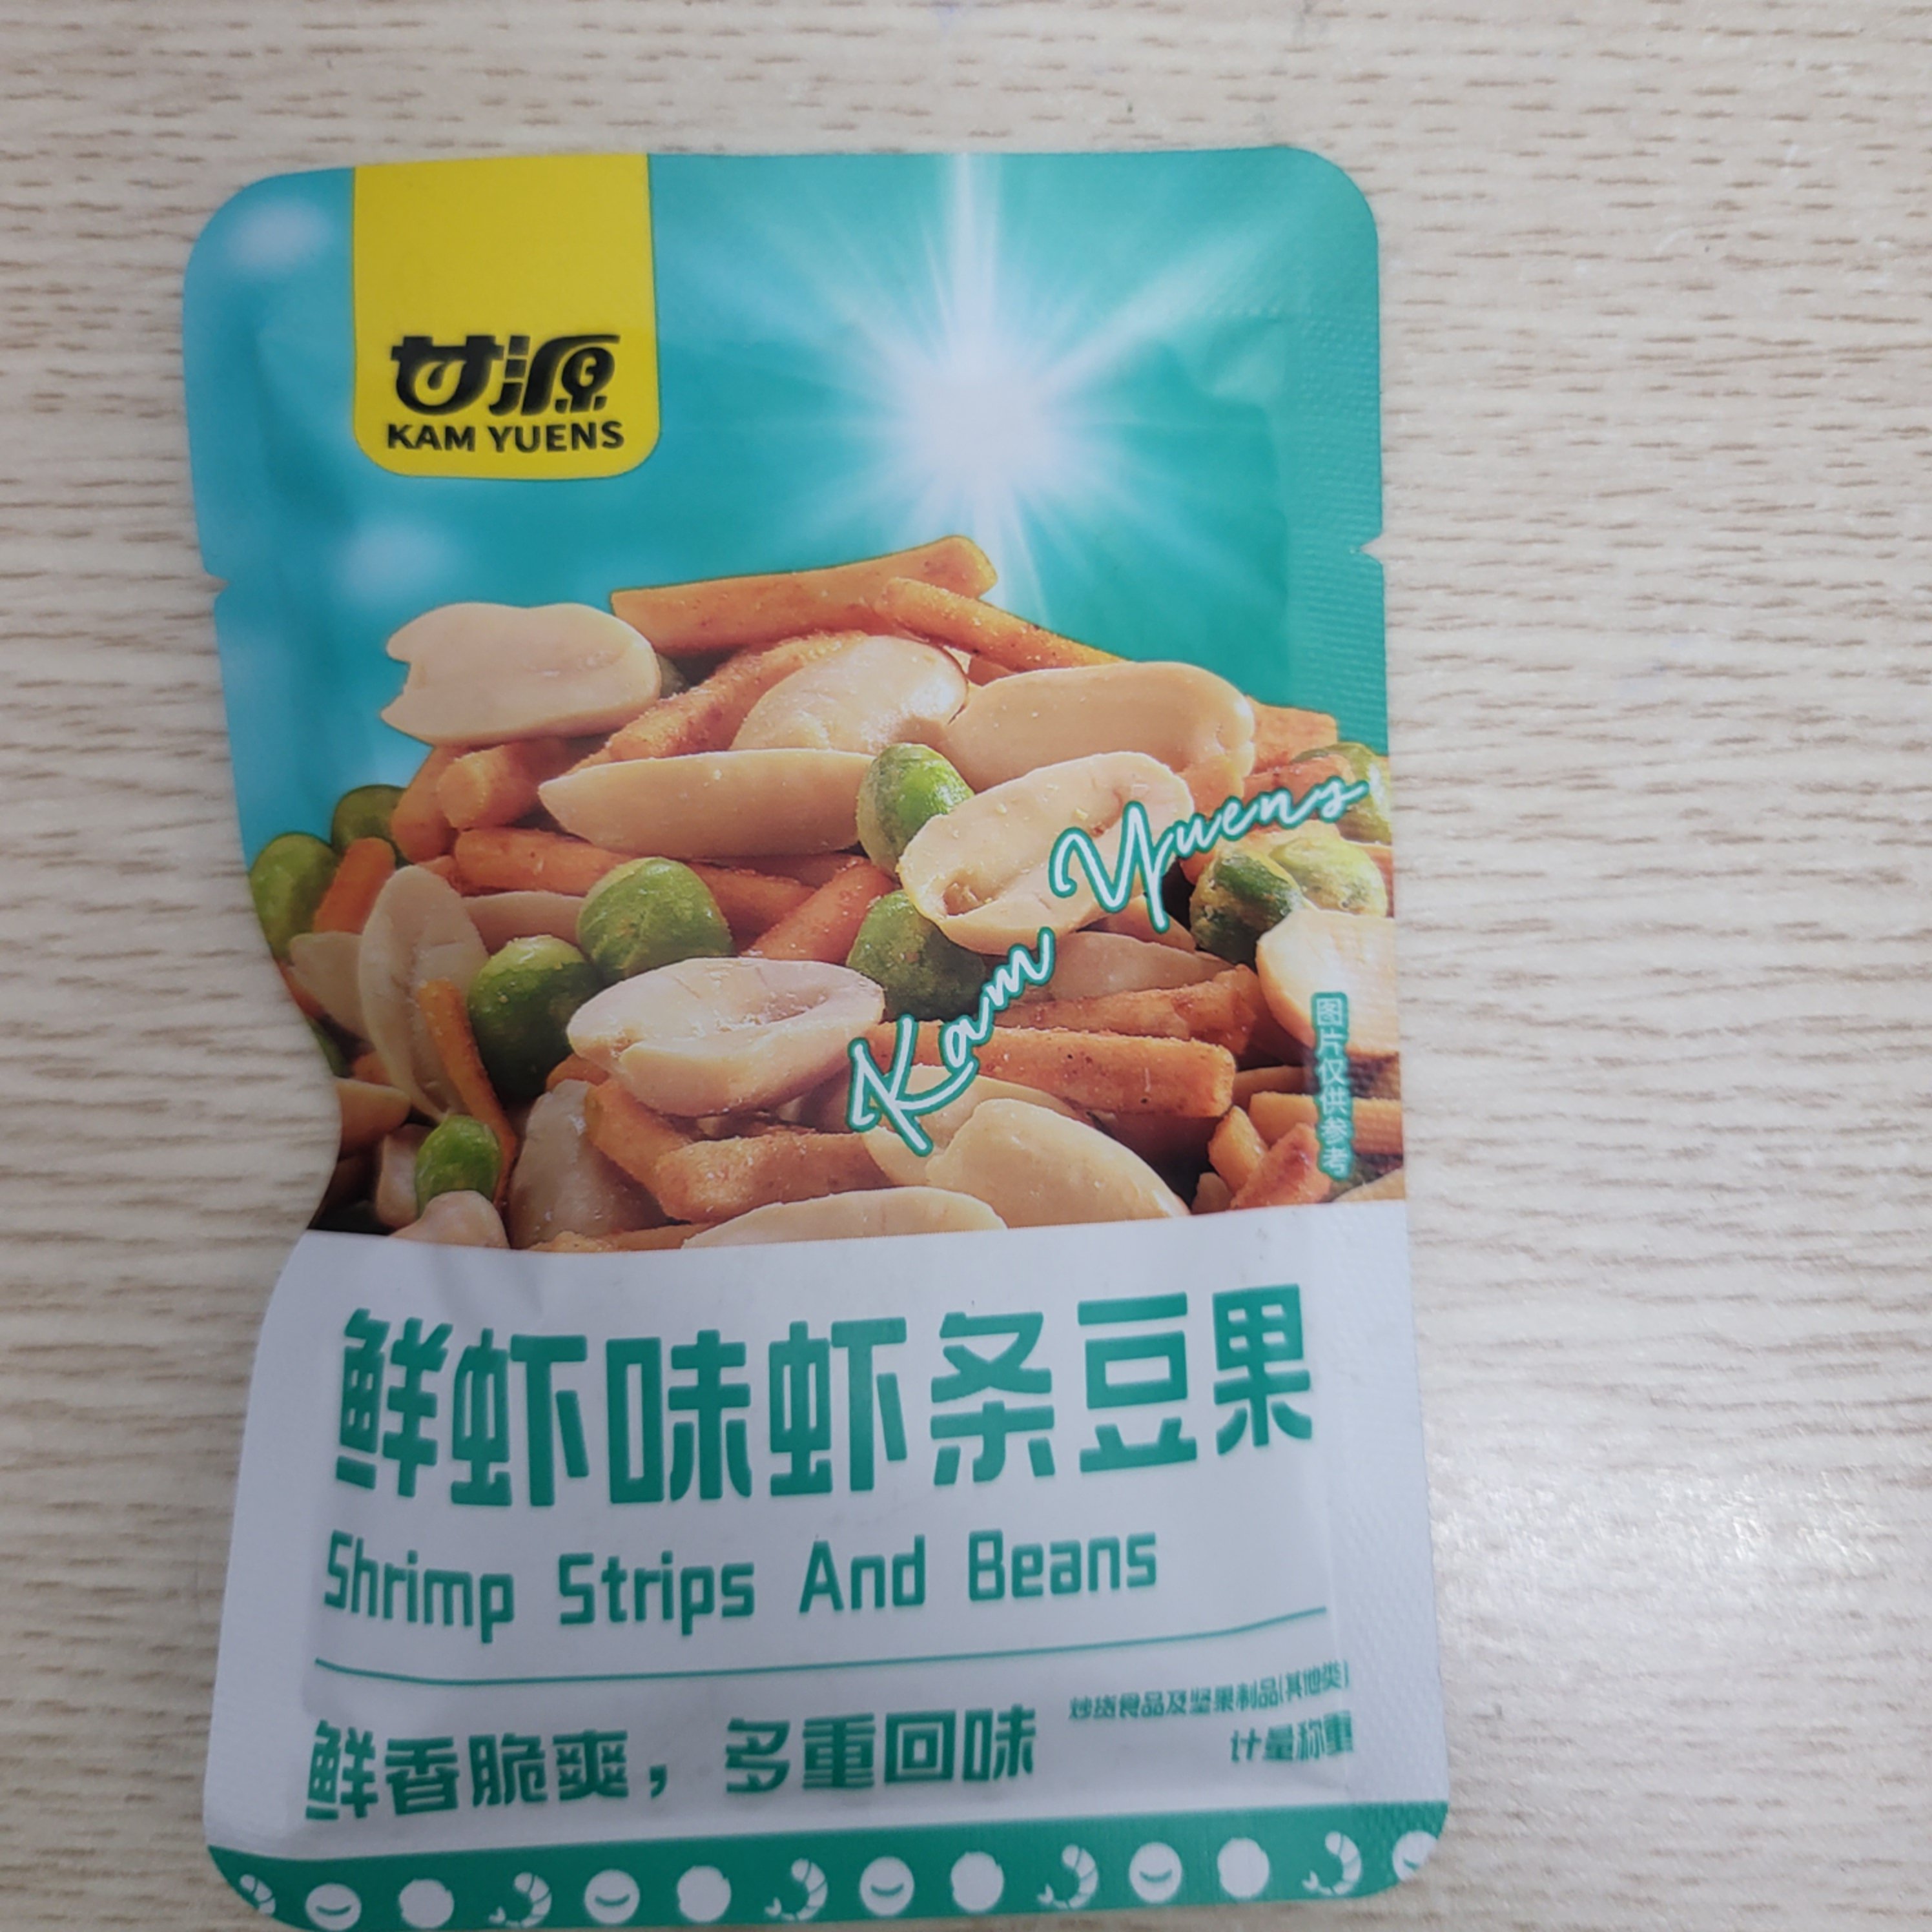 甘源
KAM YUENS
Kam Yuens
图片仅供参考
鲜虾味虾条豆果
Shrimp Strips And Beans
鲜香脆爽，多重回味
炒货食品及坚果制品(其他类)
计量称重